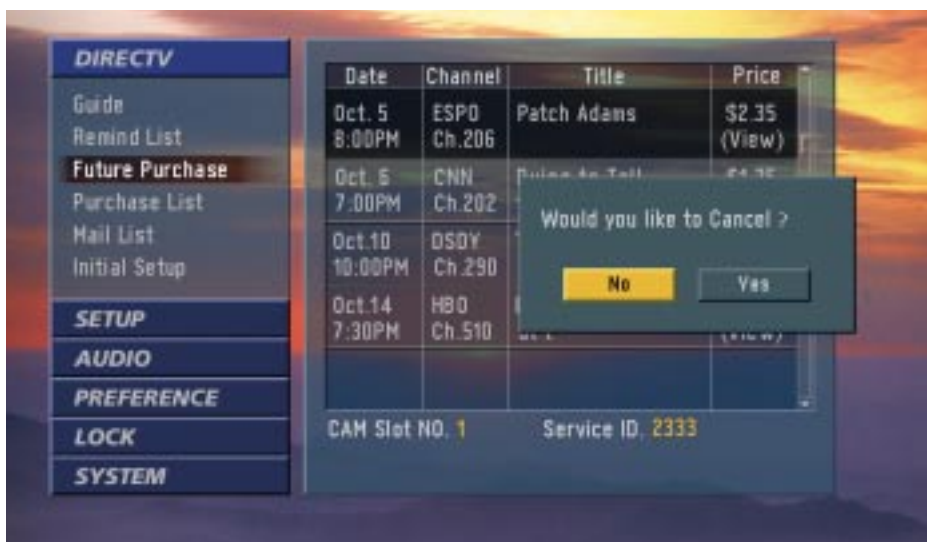 DIRECTV
Guide
Remind List
Future Purchase
Purchase List
Mail List
Initial Setup
SETUP
AUDIO
PREFERENCE
LOCK
SYSTEM
Date Channel Title Price
Oct. 5 ESPO Patch Adams $2.35
8:00PM Ch.206 (View)
Oct. 6 CNN
7:00PM Ch.202
Oct.10 DSDY
10:00PM Ch.290
Oct.14 HBO
7:30PM Ch.510 (View)
Would you like to Cancel ?
No Yes
CAM Slot NO. 1 Service ID. 2333